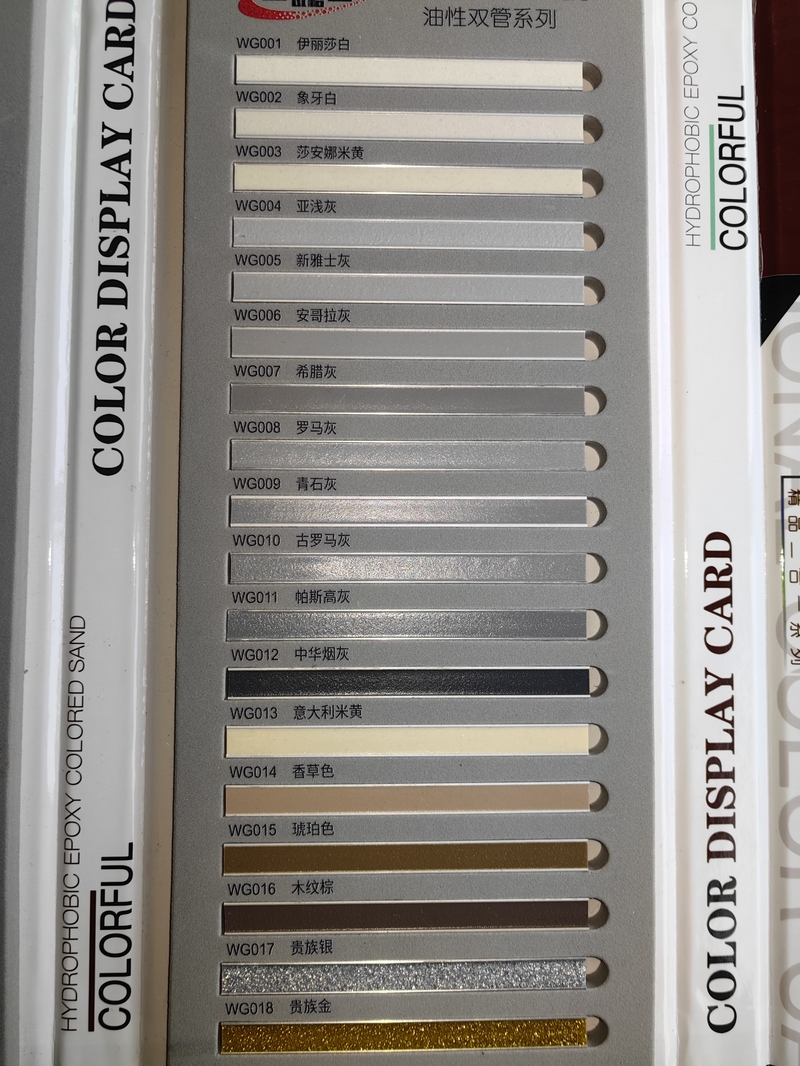 油性双管系列
WG001 伊丽莎白
WG002 象牙白
WG003 莎安娜米黄
WG004 亚浅灰
WG005 新雅士灰
WG006 安哥拉灰
WG007 希腊灰
WG008 罗马灰
WG009 青石灰
WG010 古罗马灰
WG011 帕斯高灰
WG012 中华烟灰
WG013 意大利米黄
WG014 香草色
WG015 琥珀色
WG016 木纹棕
WG017 贵族银
WG018 贵族金
COLOR DISPLAY CARD
HYDROPHOBIC EPOXY COLORED SAND
COLORFUL
HYDROPHOBIC EPOXY CO
COLORFUL
COLOR DISPLAY CARD